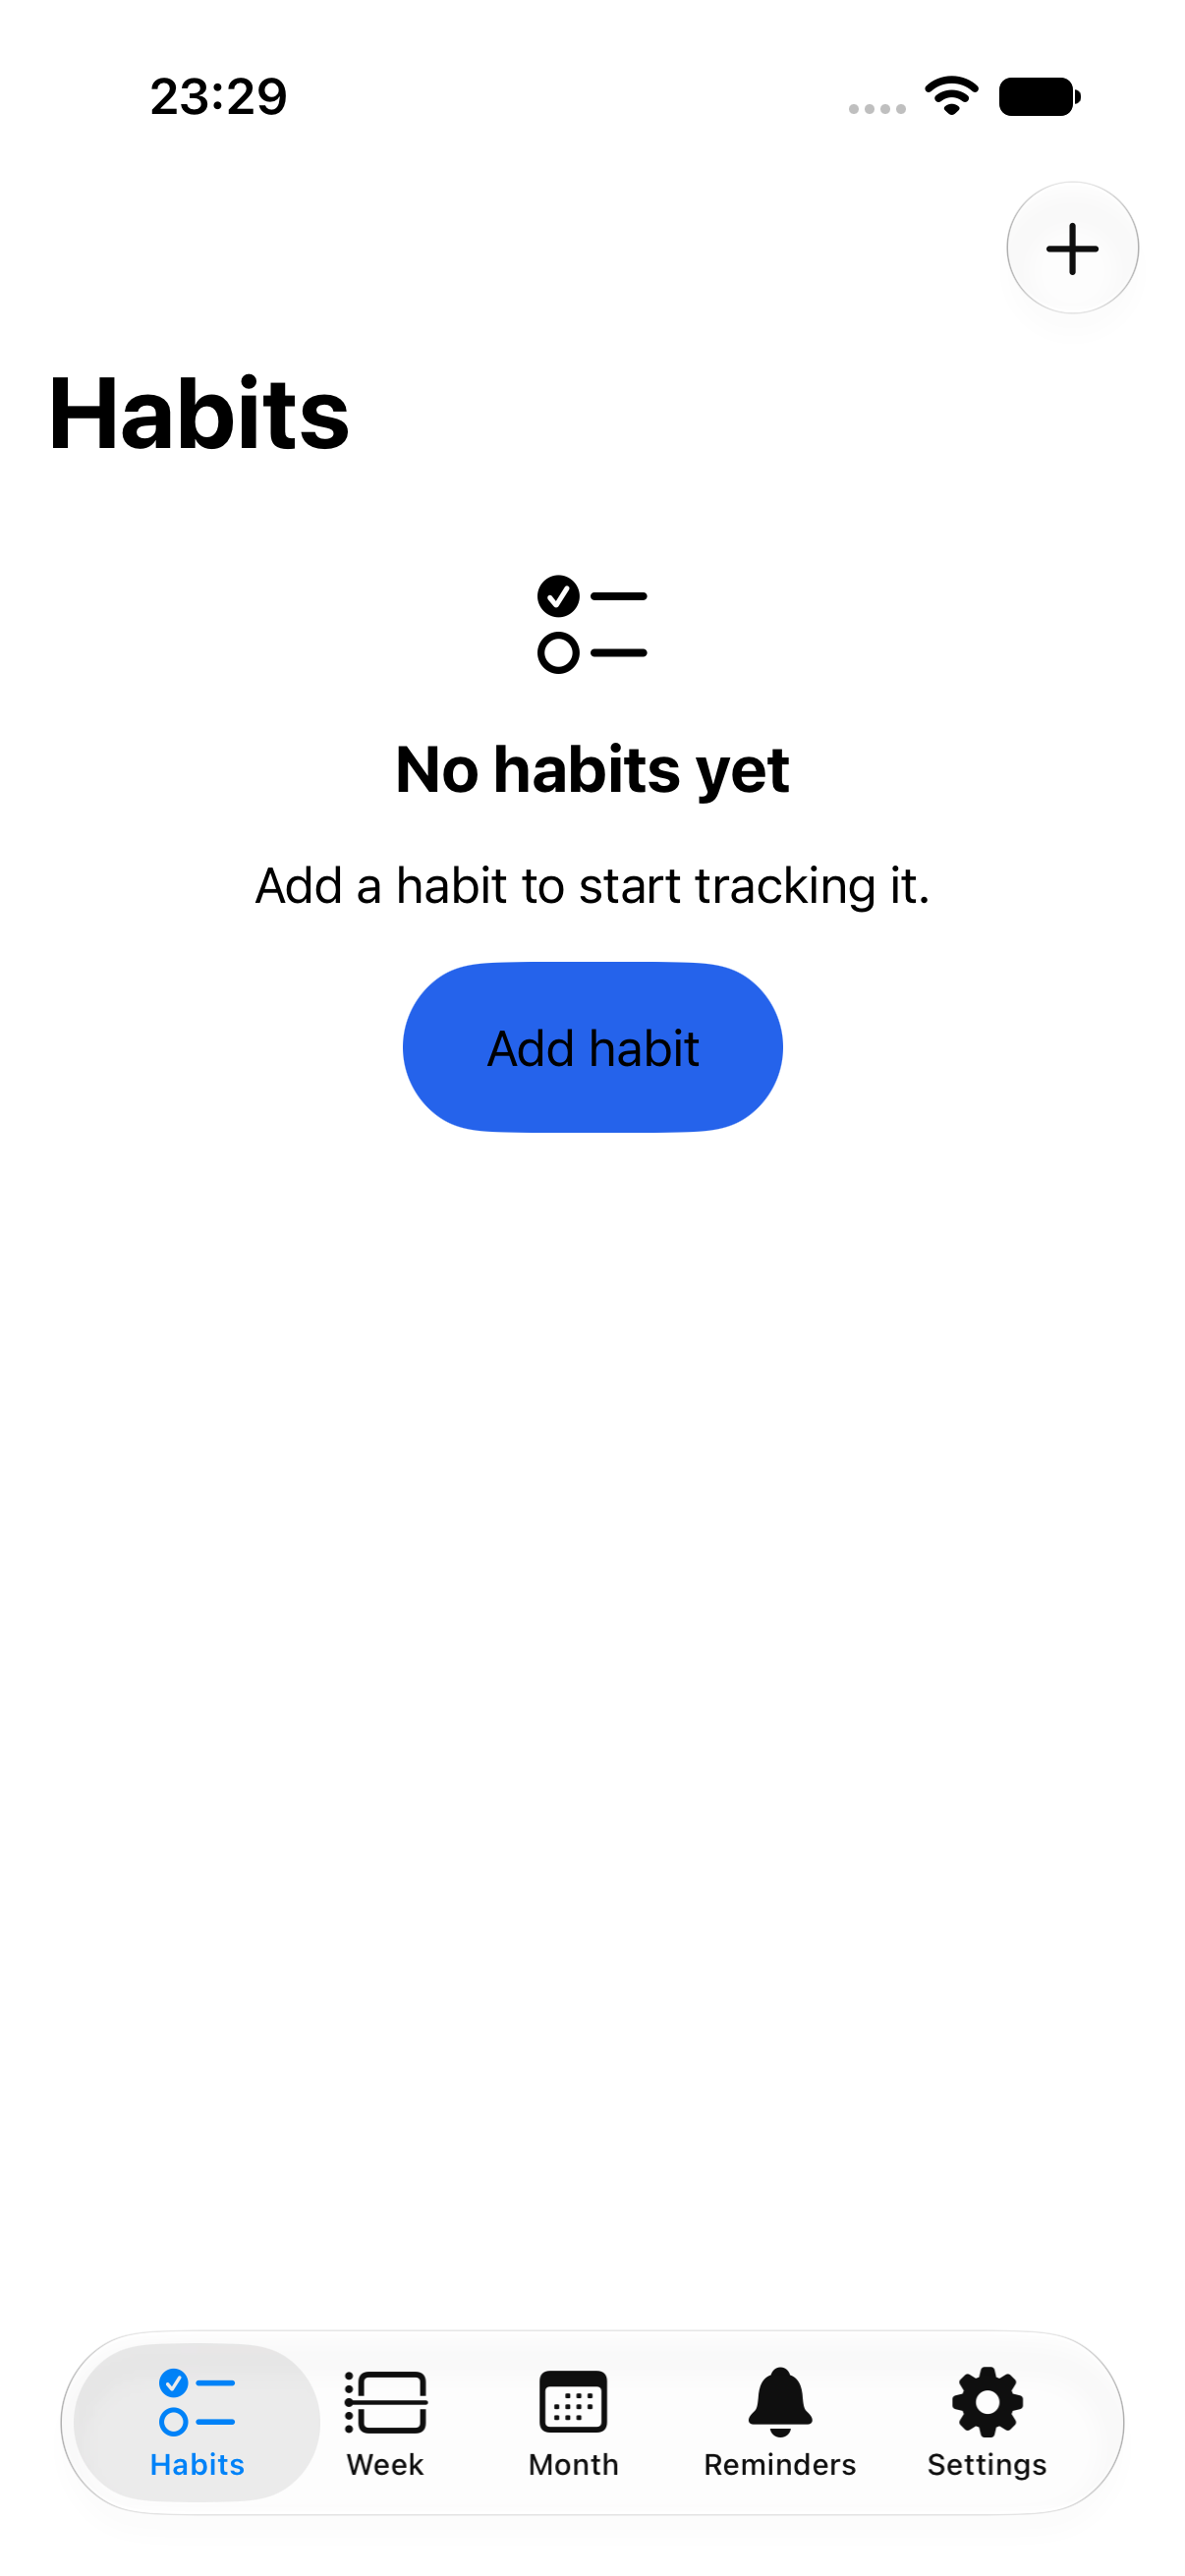 23:29
Habits
No habits yet
Add a habit to start tracking it.
Add habit
Habits
Week
Month
Reminders
Settings